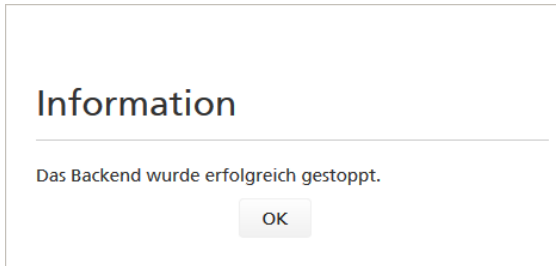 Information
Das Backend wurde erfolgreich gestoppt.
OK